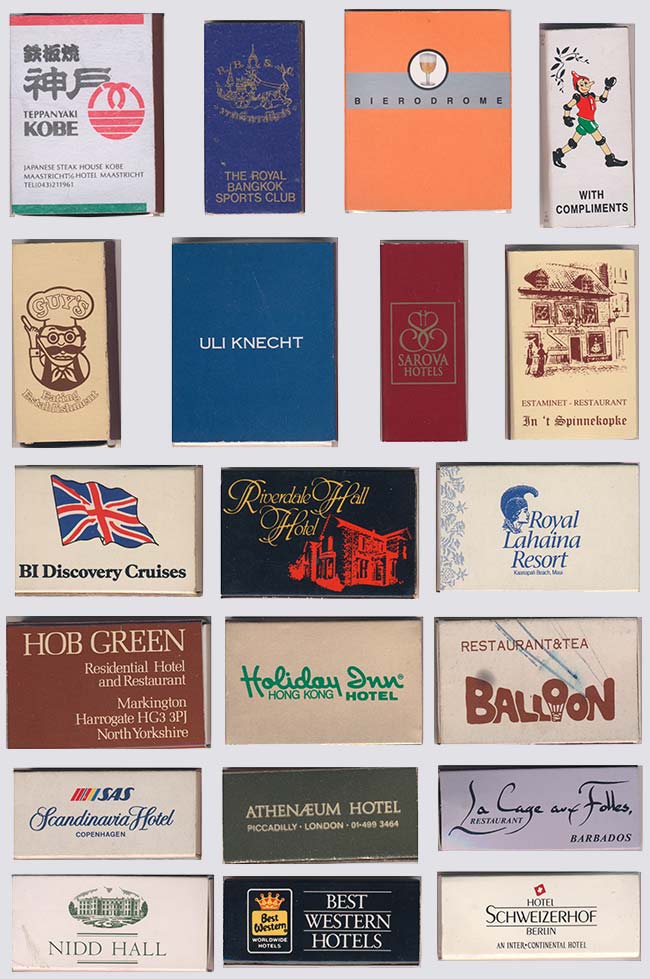 鉄板焼
神戸
TEPPANYAKI
KOBE
JAPANESE STEAK HOUSE KOBE
MAASTRICHT% HOTEL MAASTRICHT
TEL(043)211961
R. B. S. C.
THE ROYAL
BANGKOK
SPORTS CLUB
BIERODROME
WITH
COMPLIMENTS
GUY'S
Eating
Establishment
ULI KNECHT
SAROVA
HOTELS
ESTAMINET - RESTAURANT
In 't Spinnekopke
BI Discovery Cruises
Riverdale Hall
Hotel
Royal
Lahaina
Resort
Kaanapali Beach, Maui
HOB GREEN
Residential Hotel
and Restaurant
Markington
Harrogate HG3 3PJ
North Yorkshire
Holiday Inn®
HONG KONG HOTEL
RESTAURANT&TEA
BALLOON
SAS
Scandinavia Hotel
COPENHAGEN
ATHENÆUM HOTEL
PICCADILLY · LONDON · 01-499 3464
La Cage aux Folles,
RESTAURANT
BARBADOS
NIDD HALL
Best
Western
WORLDWIDE
HOTELS
BEST
WESTERN
HOTELS
HOTEL
SCHWEIZERHOF
BERLIN
AN INTER·CONTINENTAL HOTEL